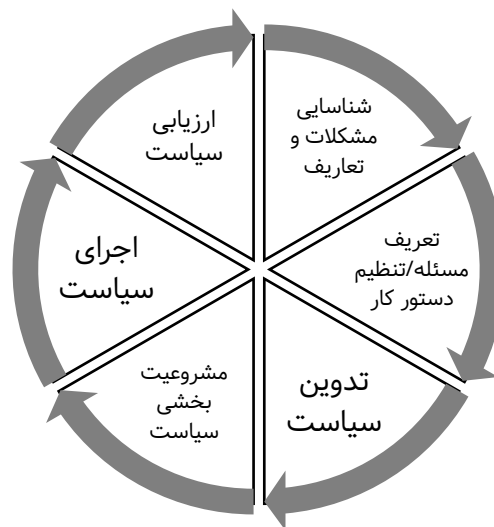 شناسایی
مشکلات و
تعاریف
تعریف
مسئله/تنظیم
دستور کار
تدوین
سیاست
مشروعیت
بخشی
سیاست
اجرای
سیاست
ارزیابی
سیاست